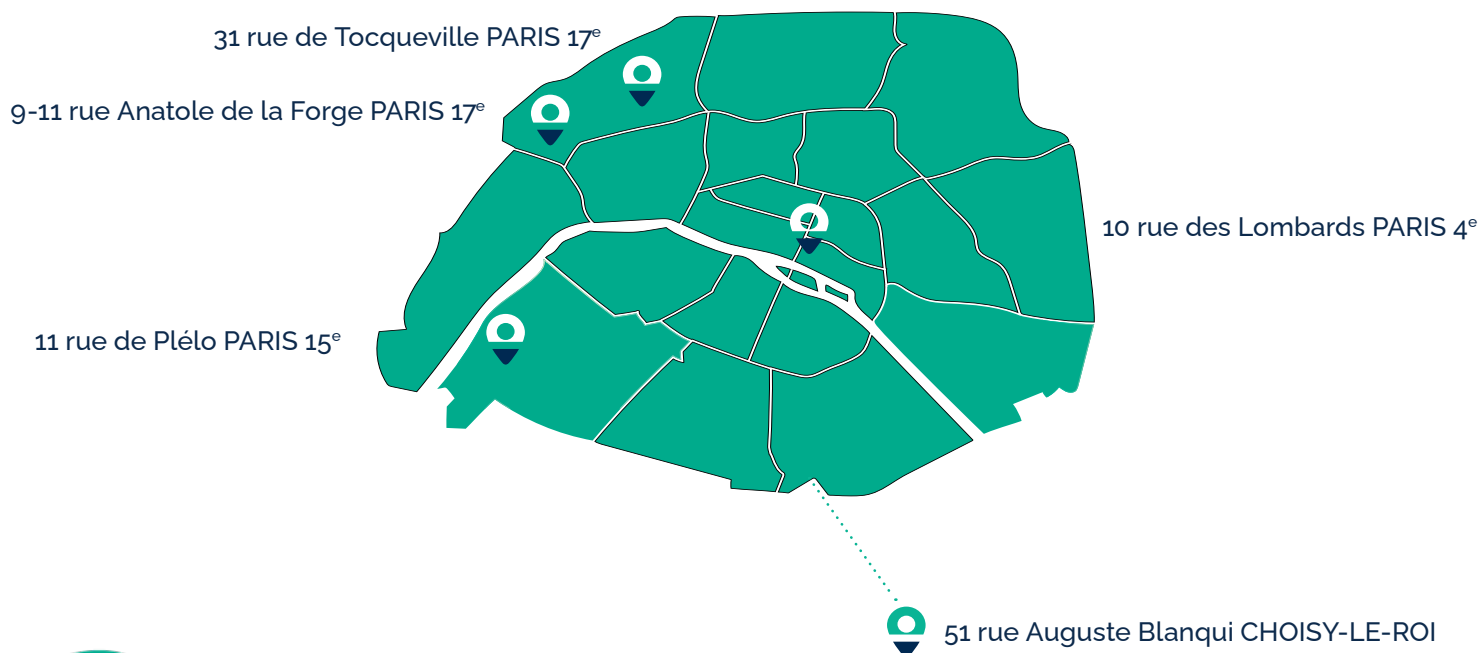 31 rue de Tocqueville PARIS 17e
9-11 rue Anatole de la Forge PARIS 17e
10 rue des Lombards PARIS 4e
11 rue de Plélo PARIS 15e
51 rue Auguste Blanqui CHOISY-LE-ROI